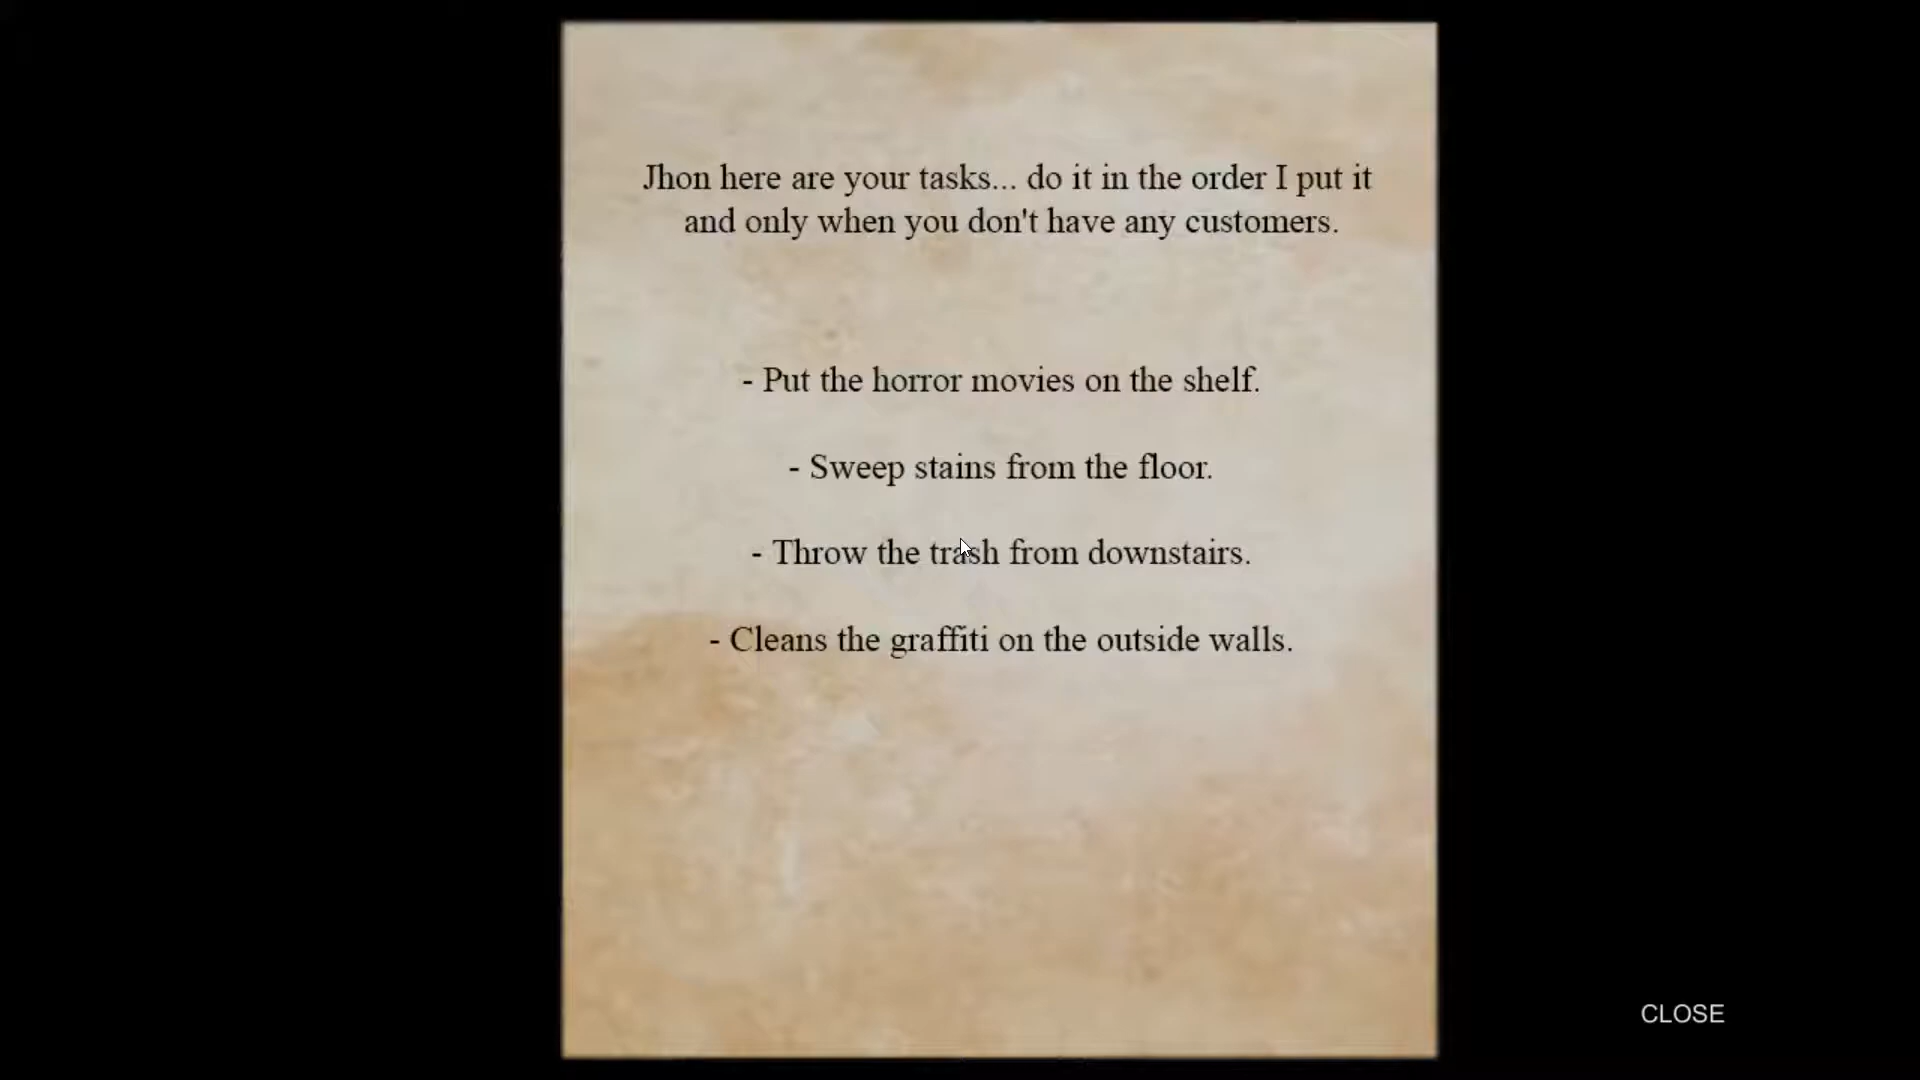 Jhon here are your tasks... do it in the order I put it
and only when you don't have any customers.
- Put the horror movies on the shelf.
- Sweep stains from the floor.
- Throw the trash from downstairs.
- Cleans the graffiti on the outside walls.
CLOSE